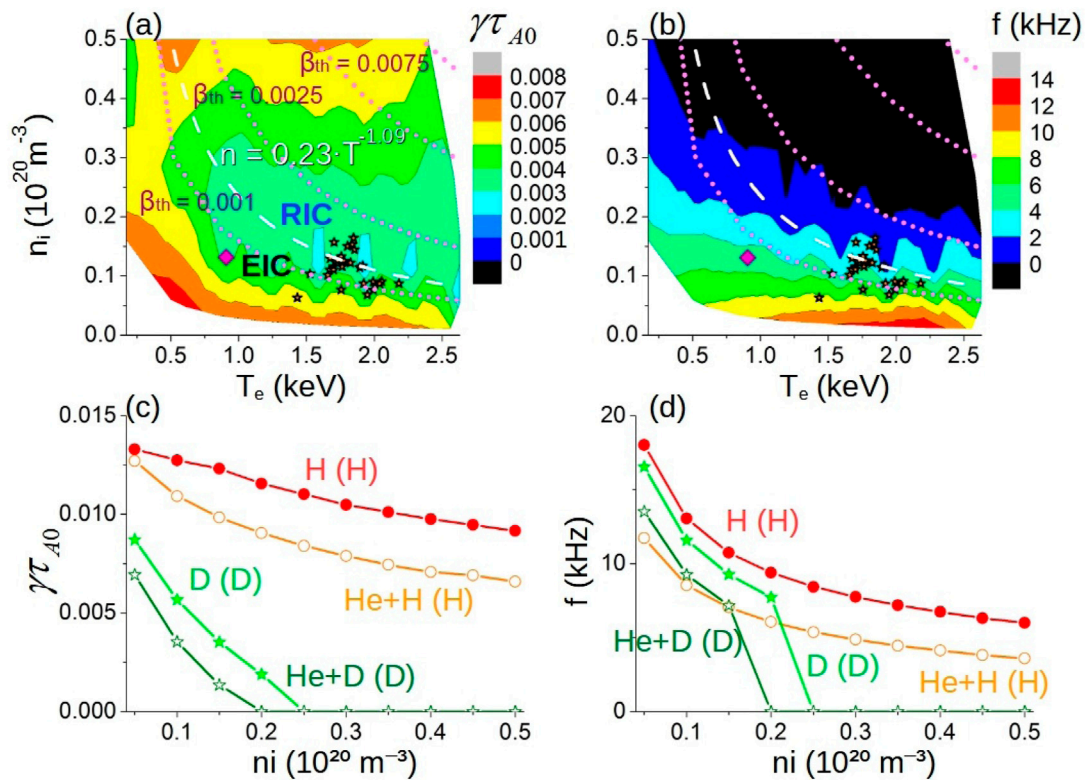 (a)
γτ A0
(b)
f (kHz)
0.5
0.4
0.3
0.2
0.1
0.0
nᵢ (10²⁰m⁻³)
βth = 0.0075
βth = 0.0025
n = 0.23·T^-1.09
βth = 0.001
RIC
EIC
0.5 1.0 1.5 2.0 2.5
Tₑ (keV)
0.008
0.007
0.006
0.005
0.004
0.003
0.002
0.001
0
0.5
0.4
0.3
0.2
0.1
0.0
0.5 1.0 1.5 2.0 2.5
Tₑ (keV)
14
12
10
8
6
4
2
0
(c)
0.015
0.010
0.005
0.000
γτ A0
H (H)
He+H (H)
D (D)
He+D (D)
0.1 0.2 0.3 0.4 0.5
ni (10²⁰ m⁻³)
(d)
20
10
0
f (kHz)
H (H)
He+D (D)
D (D)
He+H (H)
0.1 0.2 0.3 0.4 0.5
ni (10²⁰ m⁻³)